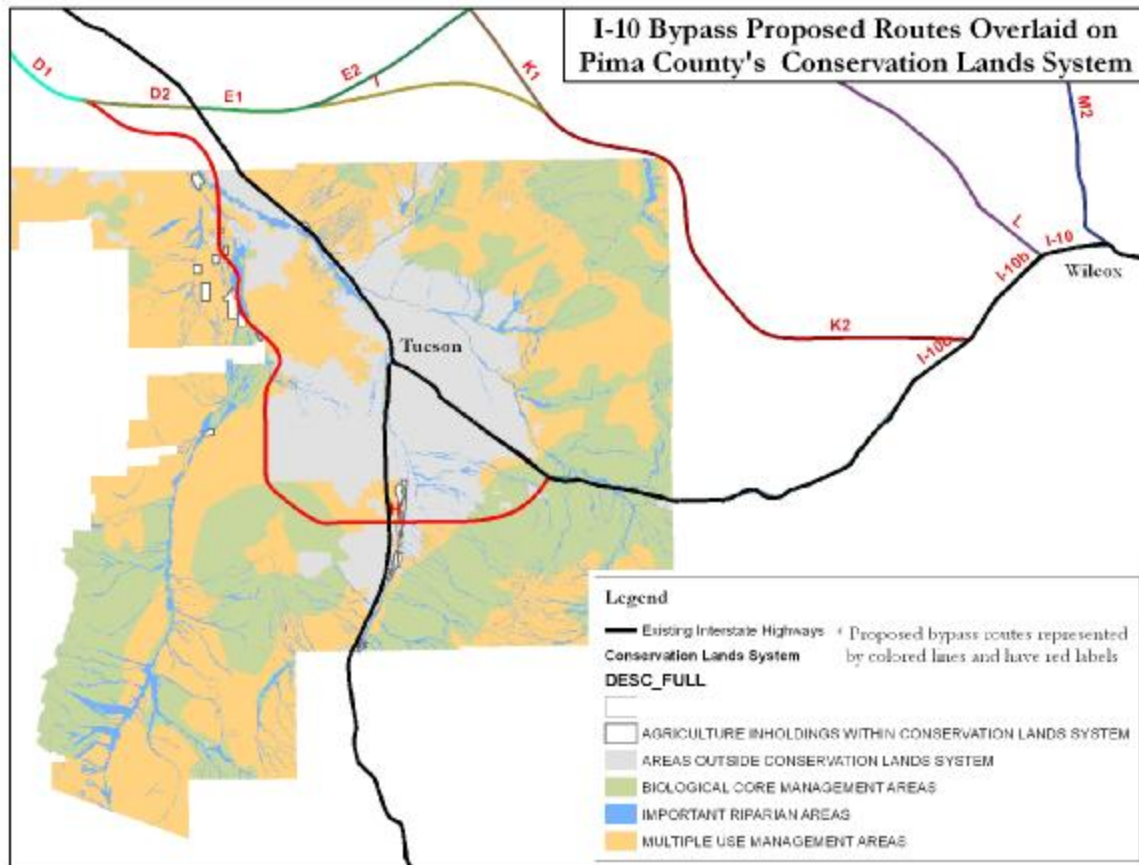 I-10 Bypass Proposed Routes Overlaid on
Pima County's Conservation Lands System
D1
D2
E1
E2
I
K1
M2
L
I-10
I-10b
Wilcox
K2
I-10c
Tucson
H
Legend
Existing Interstate Highways
* Proposed bypass routes represented
by colored lines and have red labels
Conservation Lands System
DESC_FULL
AGRICULTURE INHOLDINGS WITHIN CONSERVATION LANDS SYSTEM
AREAS OUTSIDE CONSERVATION LANDS SYSTEM
BIOLOGICAL CORE MANAGEMENT AREAS
IMPORTANT RIPARIAN AREAS
MULTIPLE USE MANAGEMENT AREAS